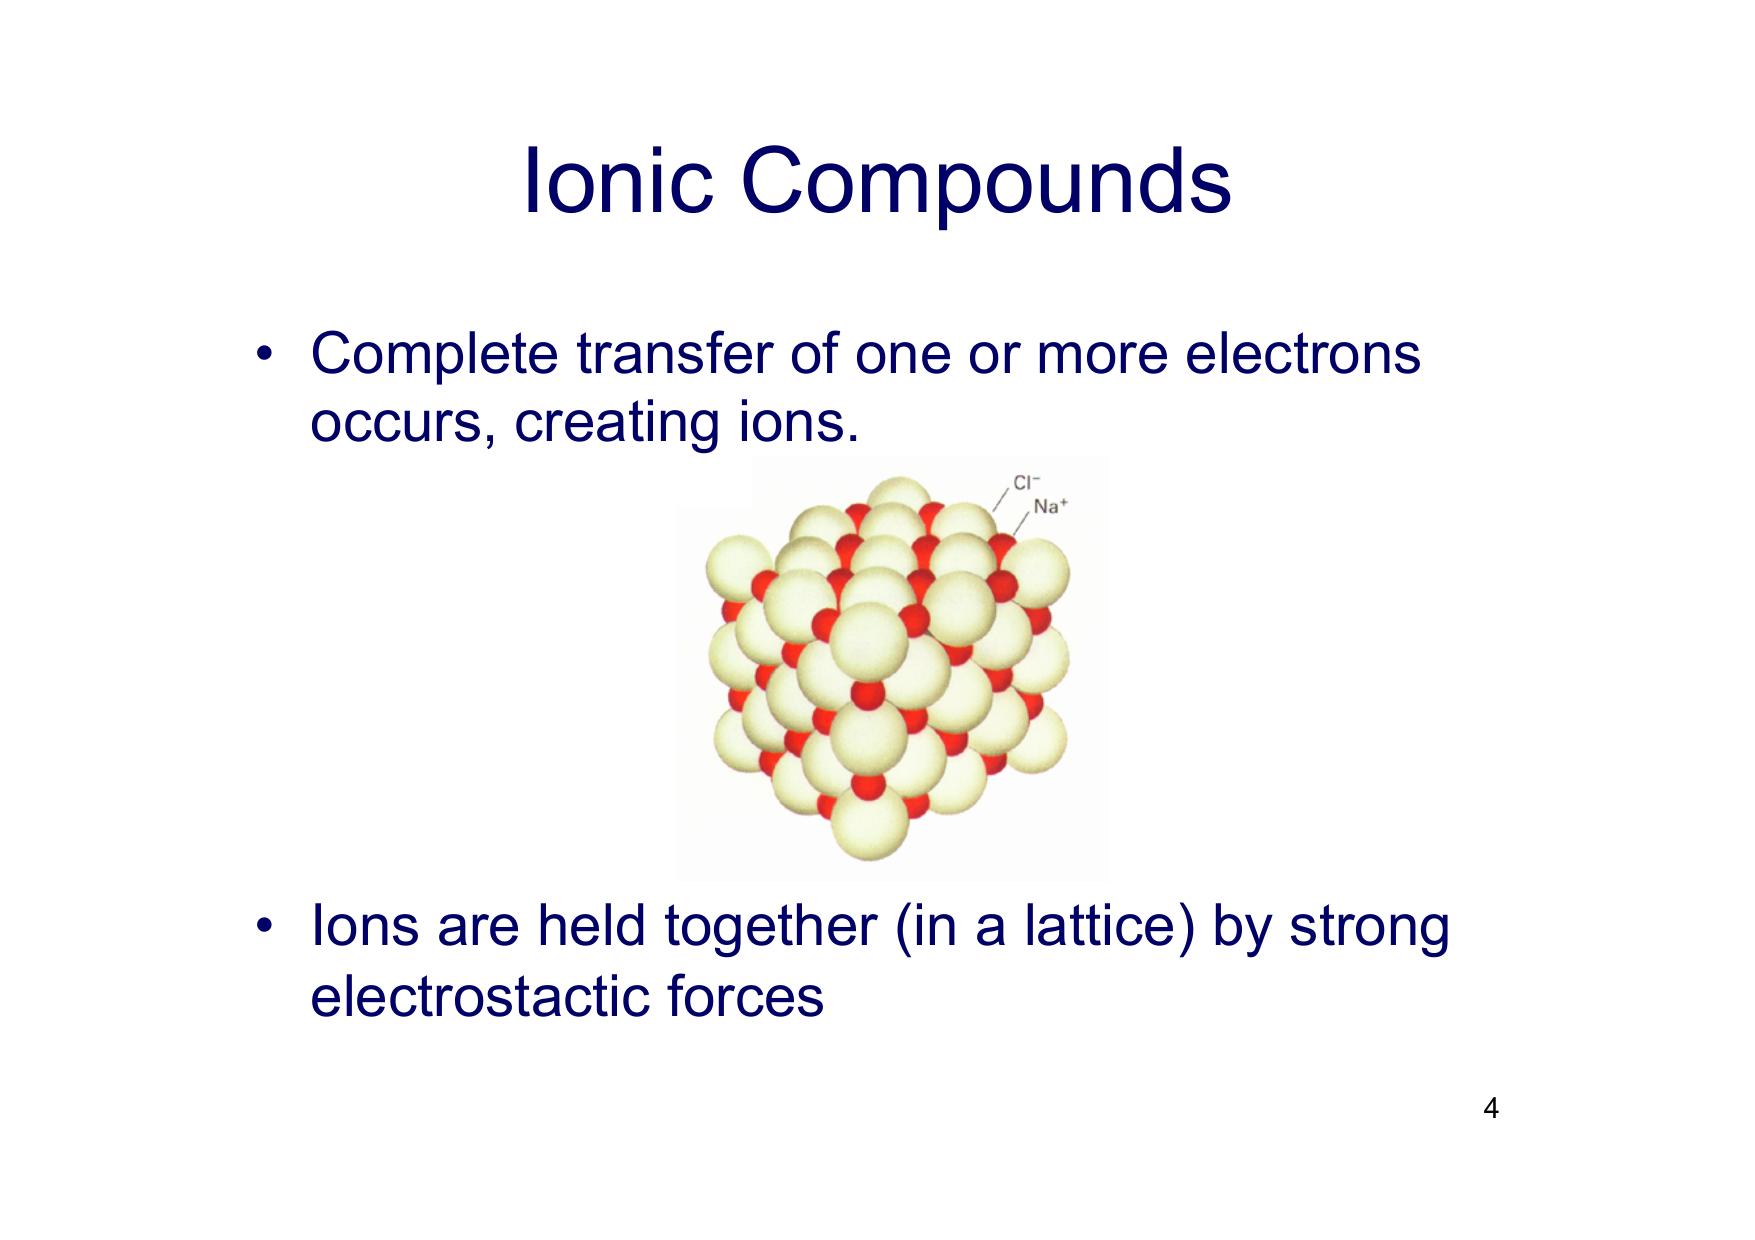 Ionic Compounds
• Complete transfer of one or more electrons
occurs, creating ions.
Cl⁻
Na⁺
• Ions are held together (in a lattice) by strong
electrostactic forces
4